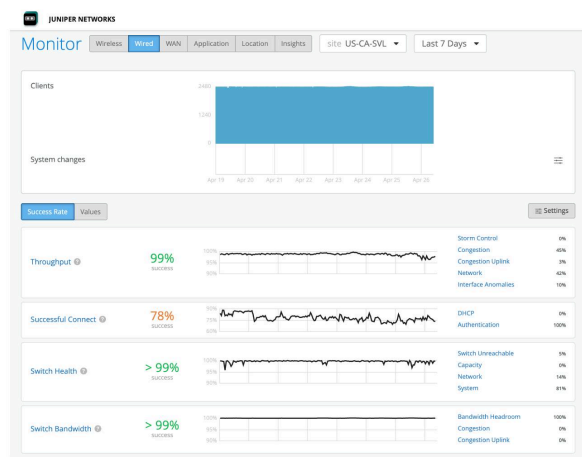 JUNIPER NETWORKS
Monitor Wireless Wired WAN Application Location Insights site US-CA-SVL Last 7 Days
Clients
2480
1240
0
System changes
Apr 19 Apr 20 Apr 21 Apr 22 Apr 23 Apr 24 Apr 25 Apr 26
Success Rate Values Settings
Throughput
99%
success
100%
95%
90%
Storm Control 0%
Congestion 45%
Congestion Uplink 3%
Network 42%
Interface Anomalies 10%
Successful Connect
78%
success
90%
75%
60%
DHCP 0%
Authentication 100%
Switch Health
> 99%
success
100%
95%
90%
Switch Unreachable 5%
Capacity 0%
Network 14%
System 81%
Switch Bandwidth
> 99%
success
100%
95%
90%
Bandwidth Headroom 100%
Congestion 0%
Congestion Uplink 0%